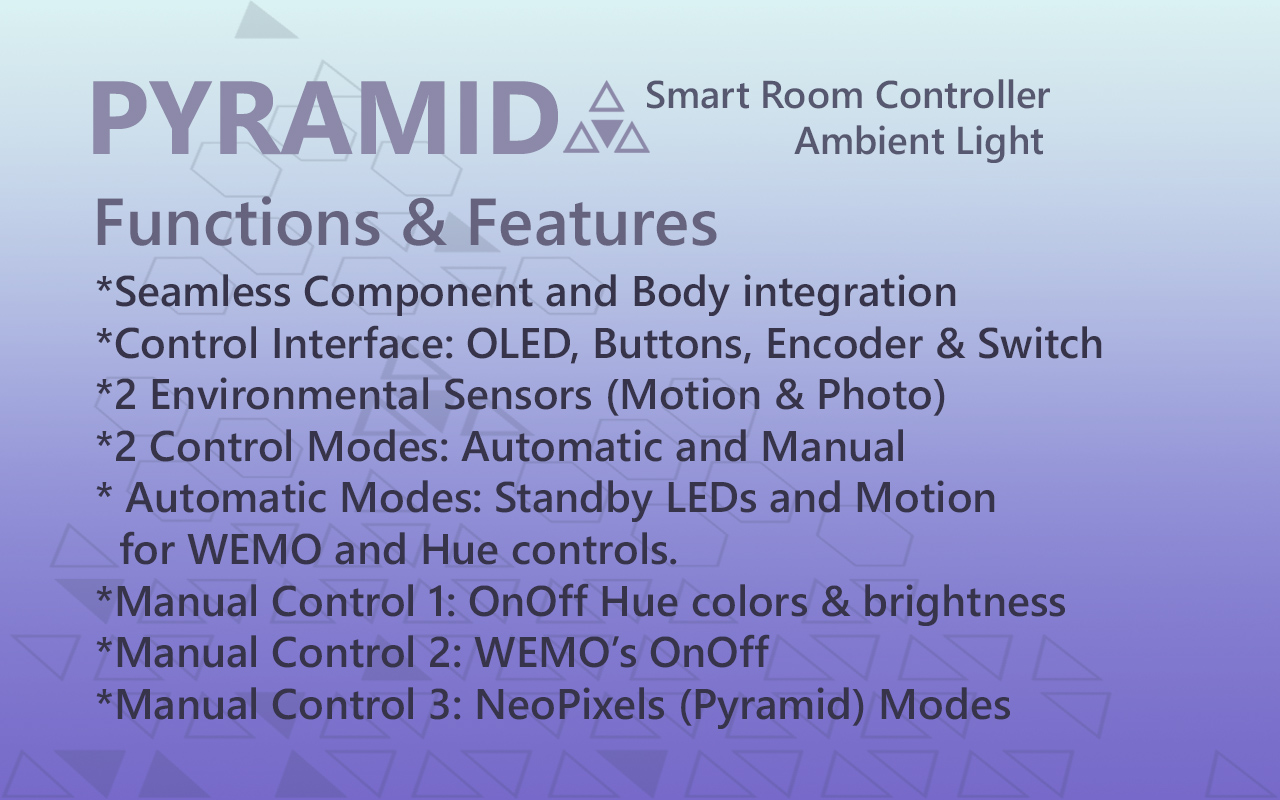 PYRAMID
Smart Room Controller
Ambient Light
Functions & Features
*Seamless Component and Body integration
*Control Interface: OLED, Buttons, Encoder & Switch
*2 Environmental Sensors (Motion & Photo)
*2 Control Modes: Automatic and Manual
* Automatic Modes: Standby LEDs and Motion
for WEMO and Hue controls.
*Manual Control 1: OnOff Hue colors & brightness
*Manual Control 2: WEMO’s OnOff
*Manual Control 3: NeoPixels (Pyramid) Modes